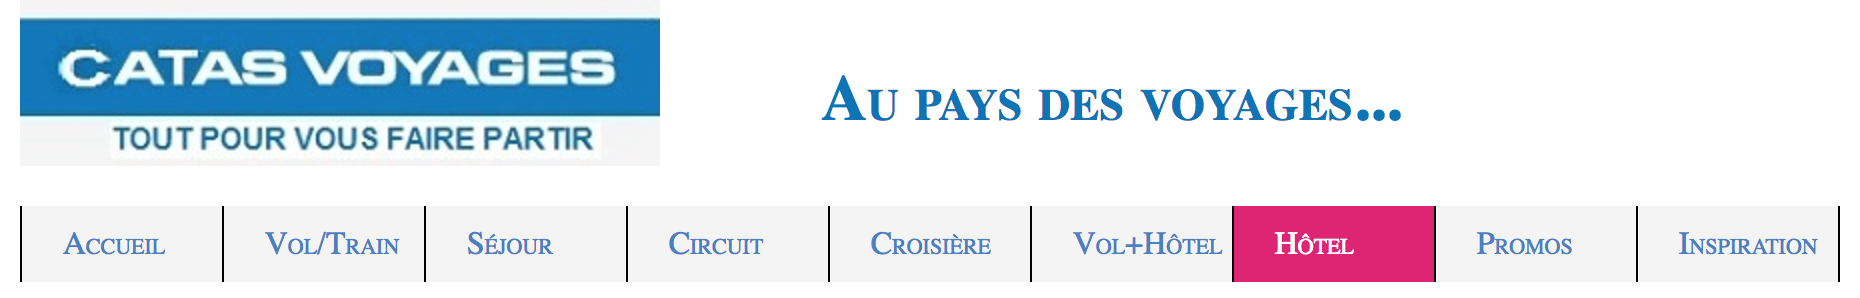 CATAS VOYAGES
TOUT POUR VOUS FAIRE PARTIR
Au pays des voyages...
Accueil
Vol/Train
Séjour
Circuit
Croisière
Vol+Hôtel
Hôtel
Promos
Inspiration